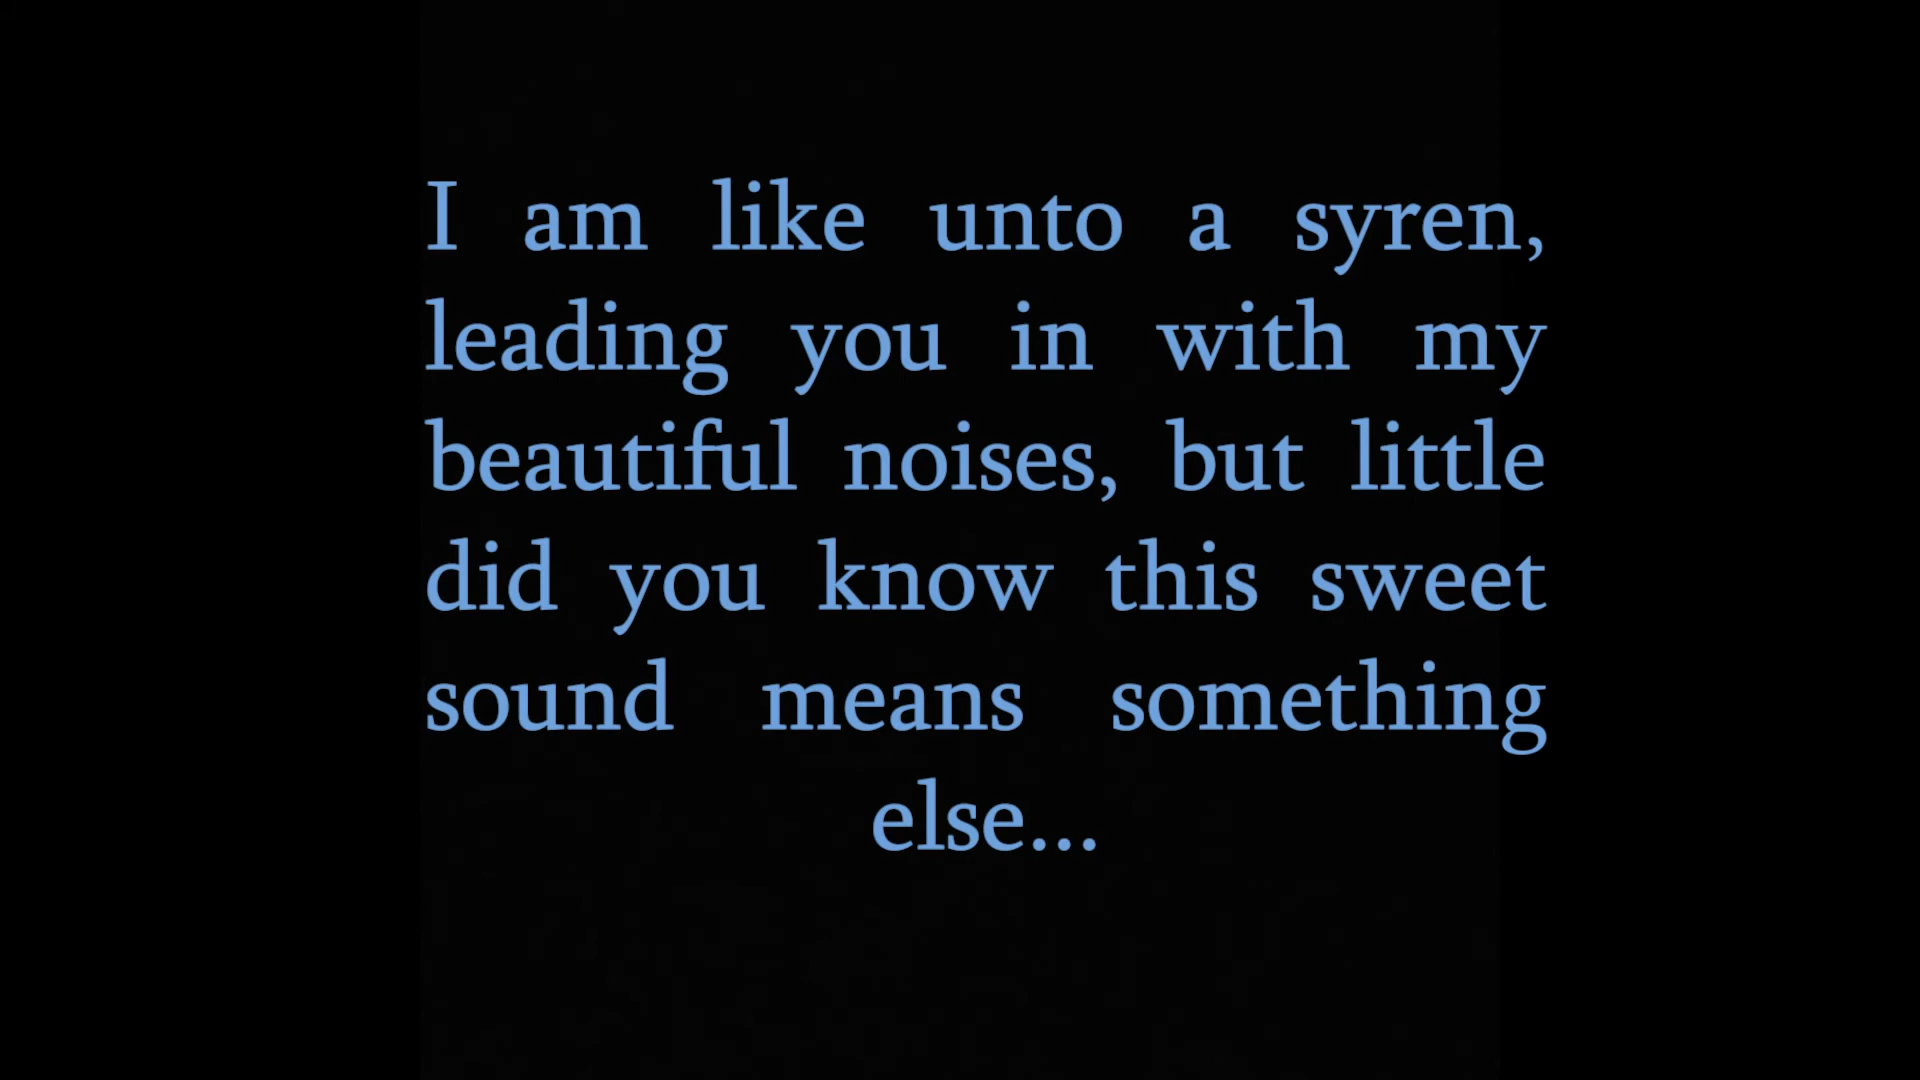 I am like unto a syren,
leading you in with my
beautiful noises, but little
did you know this sweet
sound means something
else...